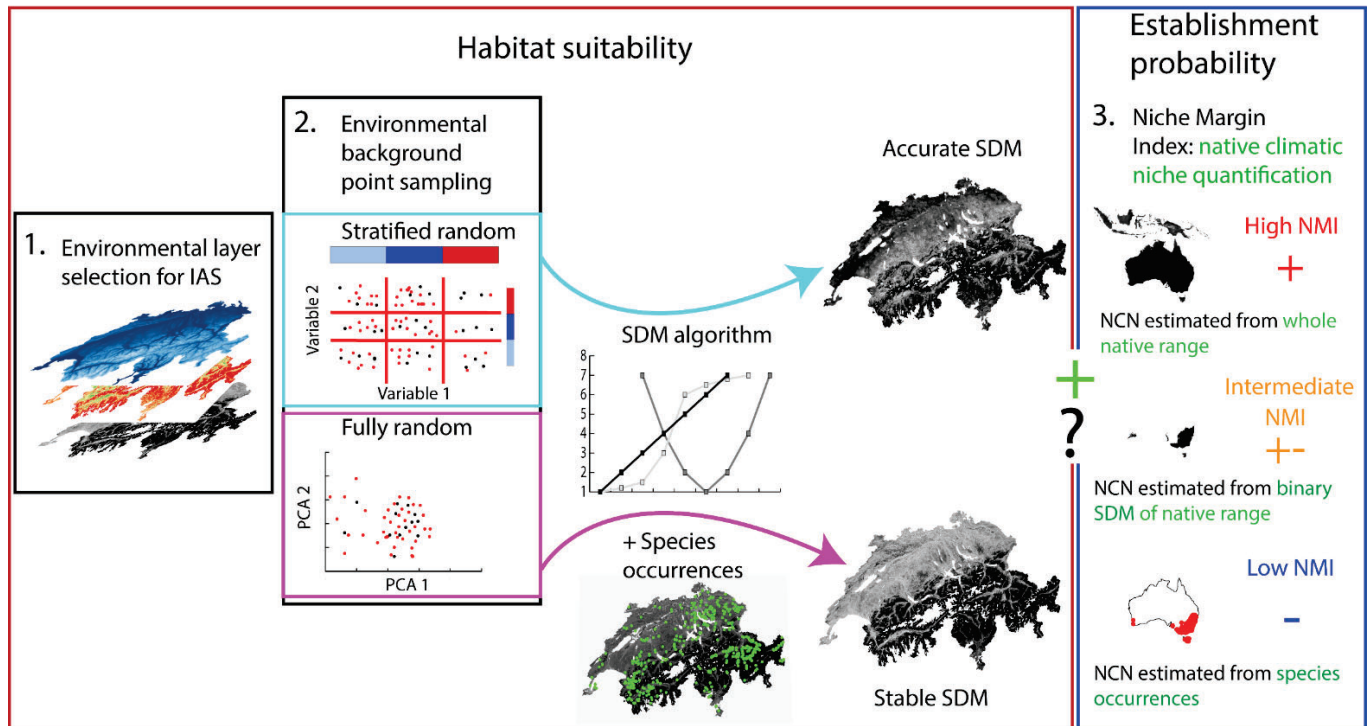 Habitat suitability
1. Environmental layer
selection for IAS
2. Environmental
background
point sampling
Stratified random
Variable 2
Variable 1
Fully random
PCA 2
PCA 1
SDM algorithm
7
6
5
4
3
2
1
+ Species
occurrences
Accurate SDM
Stable SDM
+
?
Establishment
probability
3. Niche Margin
Index: native climatic
niche quantification
High NMI
+
NCN estimated from whole
native range
Intermediate
NMI
+-
NCN estimated from binary
SDM of native range
Low NMI
-
NCN estimated from species
occurrences